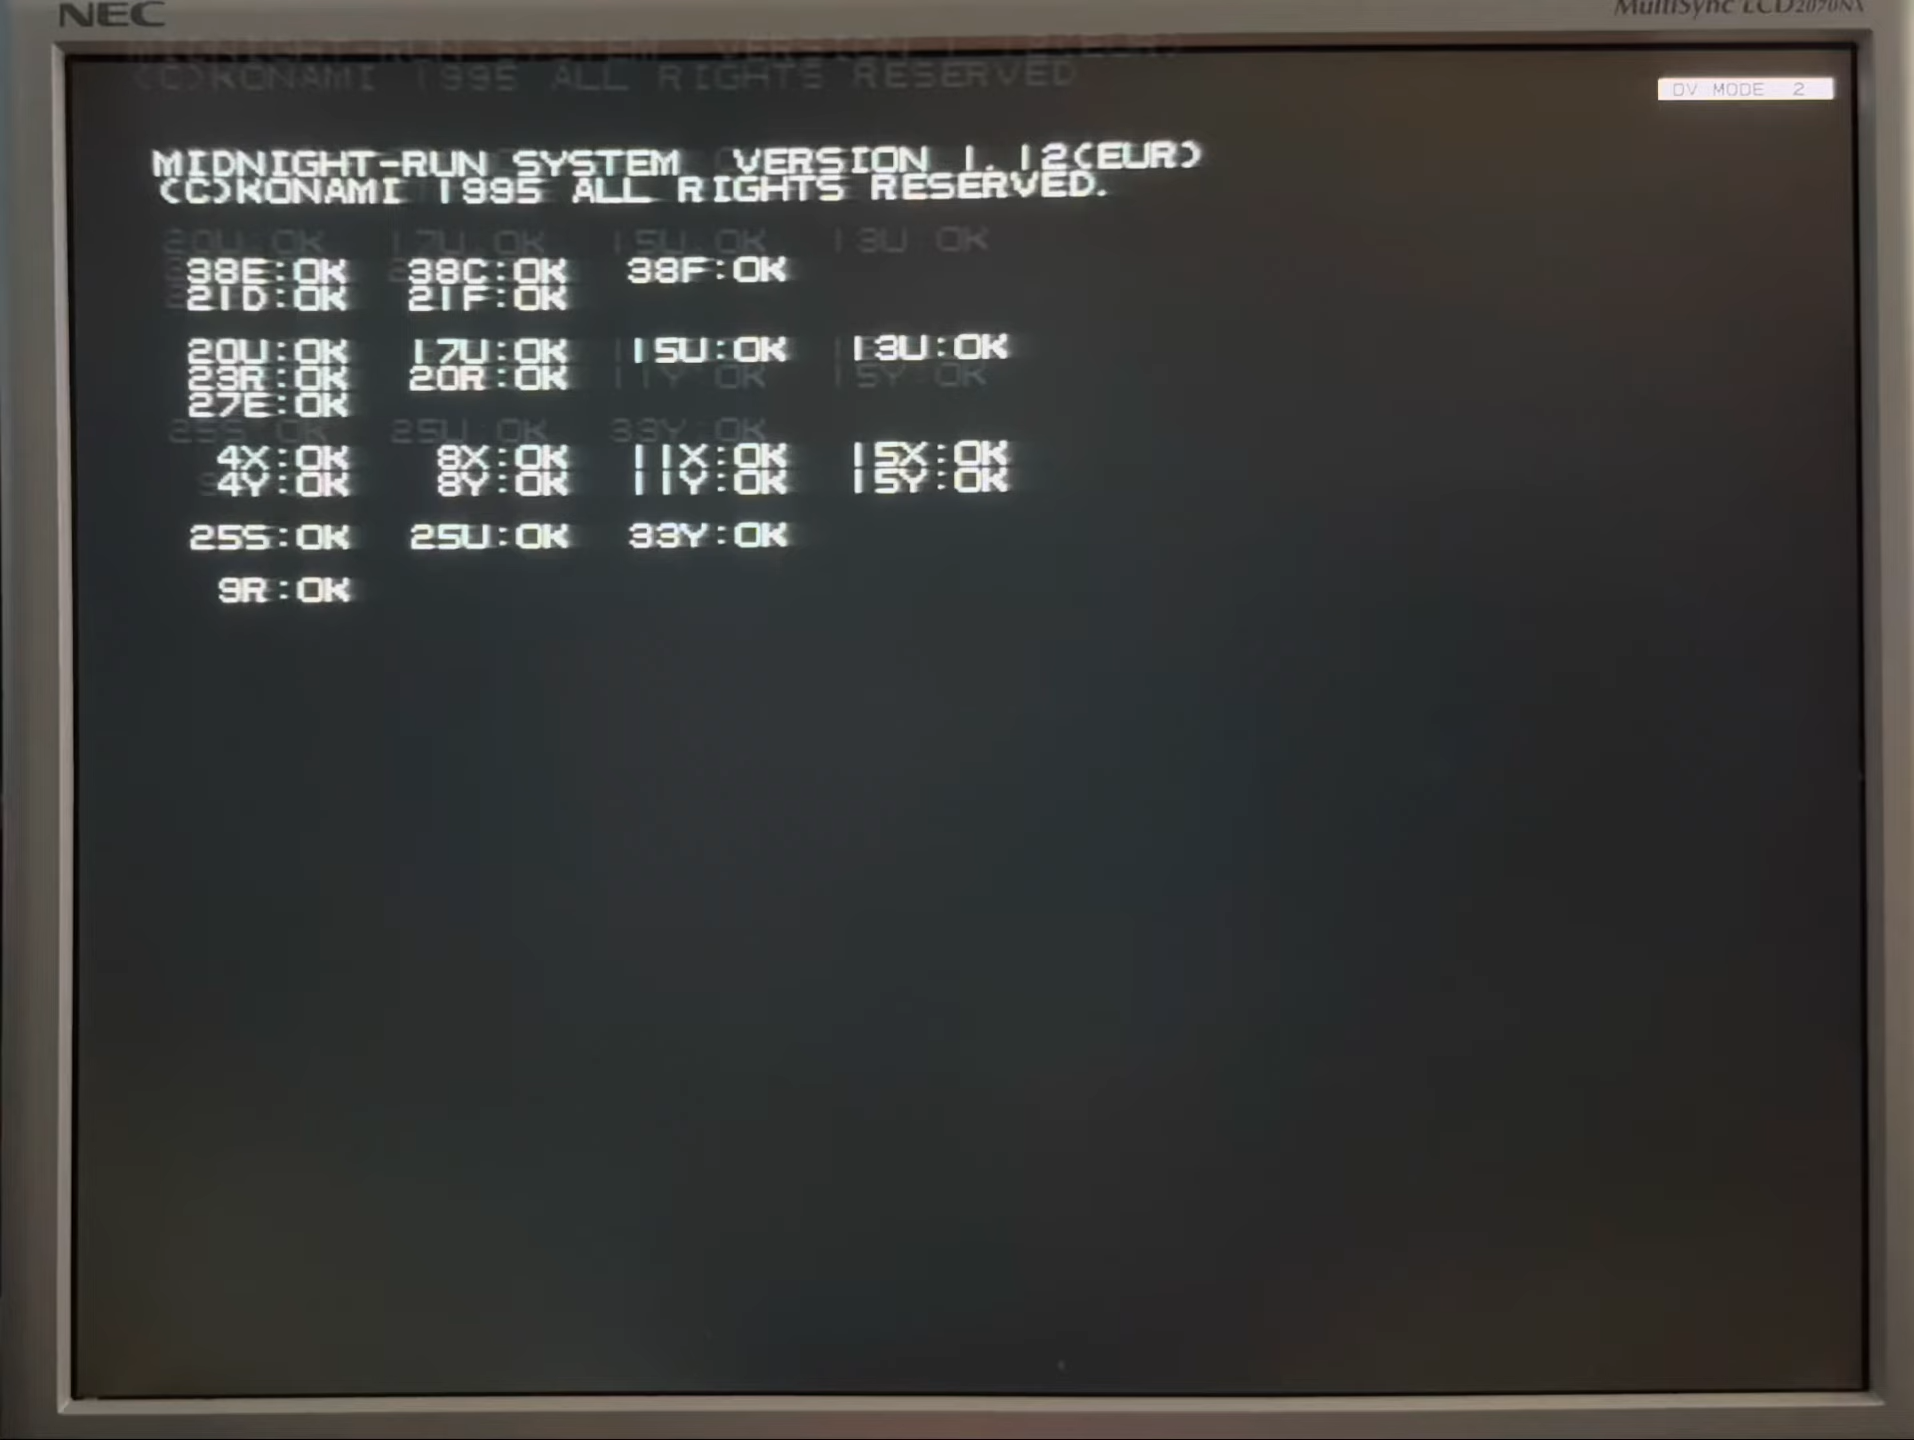 NEC
MultiSync LCD2070NX
DV MODE 2
MIDNIGHT-RUN SYSTEM VERSION 1.12(EUR)
(C)KONAMI 1995 ALL RIGHTS RESERVED.
38E:OK 38C:OK 38F:OK
21D:OK 21F:OK
20U:OK 17U:OK 15U:OK 13U:OK
23R:OK 20R:OK
27E:OK
4X:OK 8X:OK 11X:OK 15X:OK
4Y:OK 8Y:OK 11Y:OK 15Y:OK
25S:OK 25U:OK 33Y:OK
9R:OK